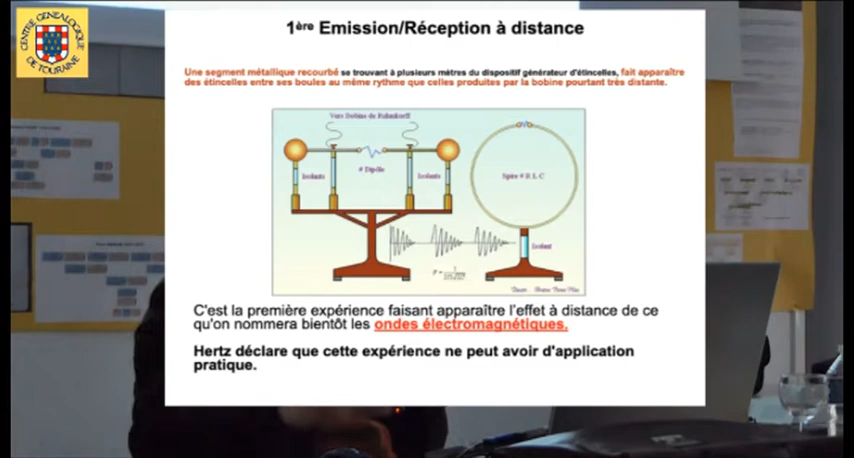 CENTRE GENEALOGIQUE
DE TOURAINE
1ère Emission/Réception à distance
Une segment métallique recourbé se trouvant à plusieurs mètres du dispositif générateur d'étincelles, fait apparaître
des étincelles entre ses boules au même rythme que celles produites par la bobine pourtant très distante.
Vers Bobine de Ruhmkorff
Isolants
# Dipôle
Isolants
Spire # R L C
Isolant
C'est la première expérience faisant apparaître l'effet à distance de ce
qu'on nommera bientôt les ondes électromagnétiques.
Hertz déclare que cette expérience ne peut avoir d'application
pratique.